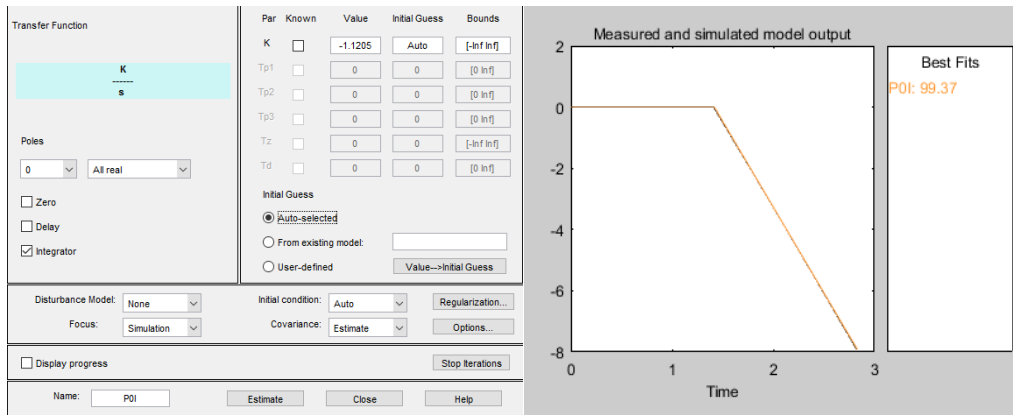 Transfer Function
K
------
s
Poles
0 All real
Zero
Delay
Integrator
Par Known Value Initial Guess Bounds
K -1.1205 Auto [-Inf Inf]
Tp1 0 0 [0 Inf]
Tp2 0 0 [0 Inf]
Tp3 0 0 [0 Inf]
Tz 0 0 [-Inf Inf]
Td 0 0 [0 Inf]
Initial Guess
Auto-selected
From existing model:
User-defined Value-->Initial Guess
Disturbance Model: None Initial condition: Auto Regularization...
Focus: Simulation Covariance: Estimate Options...
Display progress Stop Iterations
Name: P0I Estimate Close Help
Measured and simulated model output
2
0
-2
-4
-6
-8
0 1 2 3
Time
Best Fits
P0I: 99.37